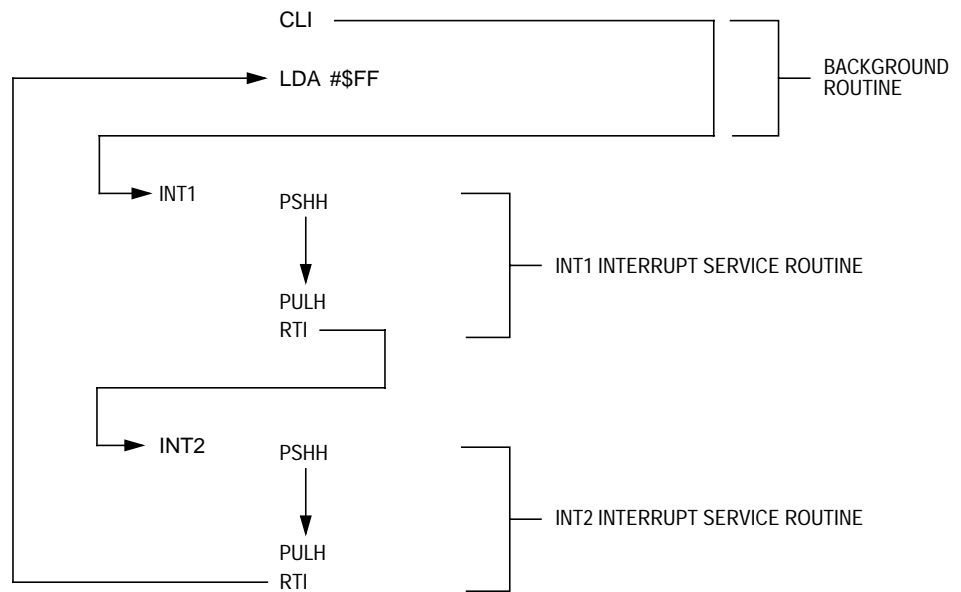 CLI
LDA #$FF
BACKGROUND
ROUTINE
INT1
PSHH
INT1 INTERRUPT SERVICE ROUTINE
PULH
RTI
INT2
PSHH
INT2 INTERRUPT SERVICE ROUTINE
PULH
RTI